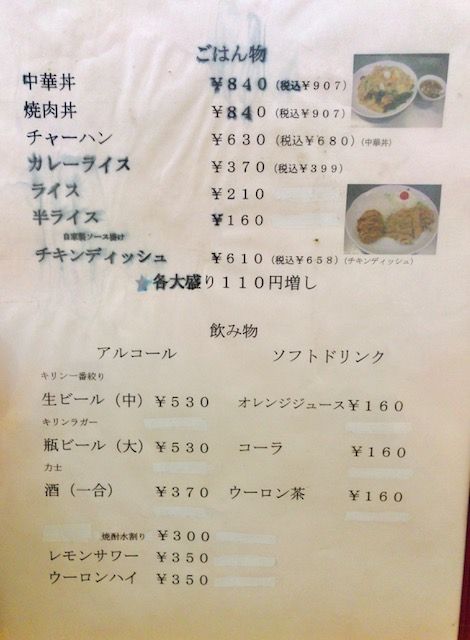 ごはん物
中華丼 ￥８４０（税込￥９０７）
焼肉丼 ￥８４０（税込￥９０７）
チャーハン ￥６３０（税込￥６８０）（中華丼）
カレーライス ￥３７０（税込￥３９９）
ライス ￥２１０
半ライス ￥１６０
自家製ソース掛け
チキンディッシュ ￥６１０（税込￥６５８）（チキンディッシュ）
★各大盛り１１０円増し
飲み物
アルコール ソフトドリンク
キリン一番絞り
生ビール（中）￥５３０ オレンジジュース￥１６０
キリンラガー
瓶ビール（大）￥５３０ コーラ ￥１６０
力士
酒（一合） ￥３７０ ウーロン茶 ￥１６０
焼酎水割り ￥３００
レモンサワー ￥３５０
ウーロンハイ ￥３５０